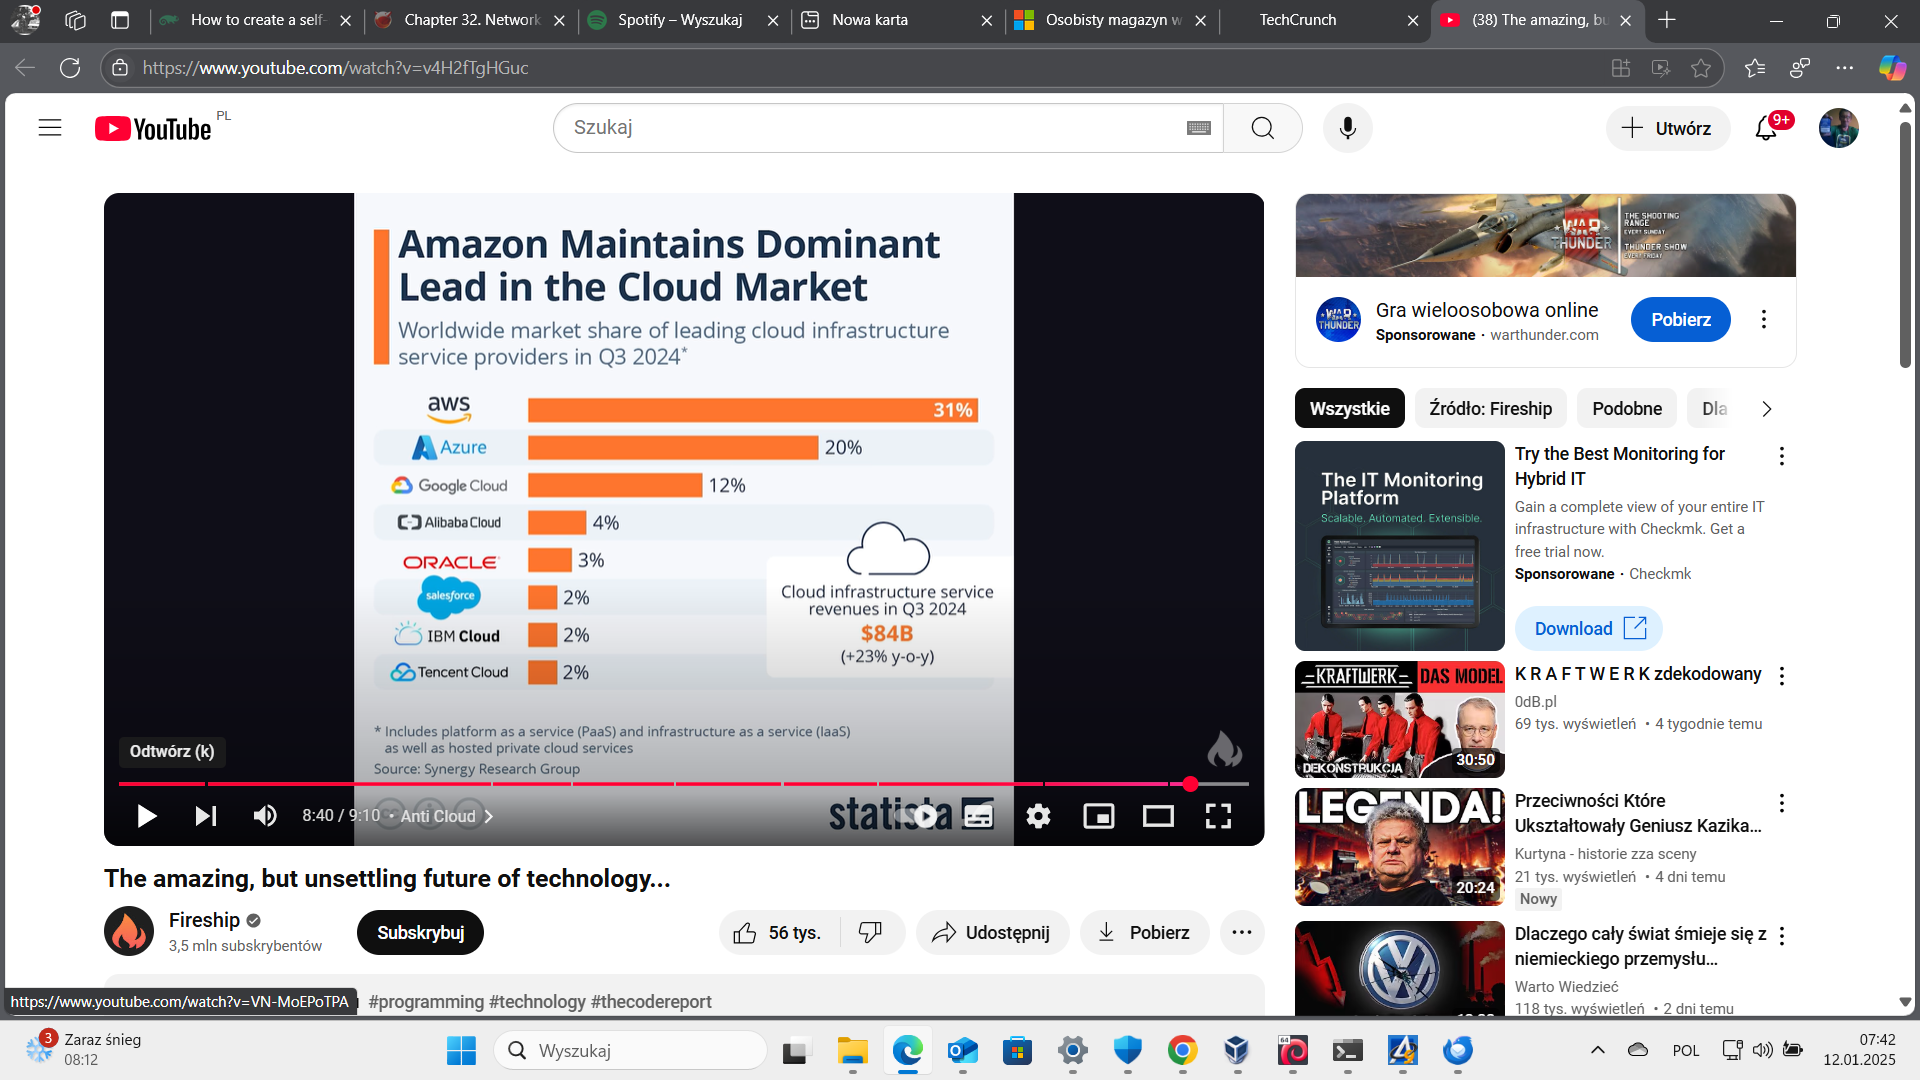 How to create a self-
Chapter 32. Network
Spotify – Wyszukaj
Nowa karta
Osobisty magazyn w
TechCrunch
(38) The amazing, bu
https://www.youtube.com/watch?v=v4H2fTgHGuc
YouTube PL
Szukaj
Utwórz
9+
Amazon Maintains Dominant
Lead in the Cloud Market
Worldwide market share of leading cloud infrastructure
service providers in Q3 2024*
aws 31%
Azure 20%
Google Cloud 12%
Alibaba Cloud 4%
ORACLE 3%
salesforce 2%
IBM Cloud 2%
Tencent Cloud 2%
Cloud infrastructure service
revenues in Q3 2024
$84B
(+23% y-o-y)
* Includes platform as a service (PaaS) and infrastructure as a service (IaaS)
as well as hosted private cloud services
Source: Synergy Research Group
statista
Odtwórz (k)
8:40 / 9:10 • Anti Cloud
The amazing, but unsettling future of technology...
Fireship
3,5 mln subskrybentów
Subskrybuj
56 tys.
Udostępnij
Pobierz
#programming #technology #thecodereport
https://www.youtube.com/watch?v=VN-MoEPoTPA
WAR THUNDER
THE SHOOTING
RANGE
EVERY SUNDAY
THUNDER SHOW
EVERY FRIDAY
WAR THUNDER
Gra wieloosobowa online
Sponsorowane · warthunder.com
Pobierz
Wszystkie
Źródło: Fireship
Podobne
Dla
The IT Monitoring
Platform
Scalable. Automated. Extensible.
Try the Best Monitoring for
Hybrid IT
Gain a complete view of your entire IT
infrastructure with Checkmk. Get a
free trial now.
Sponsorowane · Checkmk
Download
KRAFTWERK DAS MODEL
DEKONSTRUKCJA
30:50
K R A F T W E R K zdekodowany
0dB.pl
69 tys. wyświetleń • 4 tygodnie temu
LEGENDA!
20:24
Przeciwności Które
Ukształtowały Geniusz Kazika...
Kurtyna - historie zza sceny
21 tys. wyświetleń • 4 dni temu
Nowy
Dlaczego cały świat śmieje się z
niemieckiego przemysłu...
Warto Wiedzieć
118 tys. wyświetleń • 2 dni temu
3
Zaraz śnieg
08:12
Wyszukaj
64
POL
07:42
12.01.2025